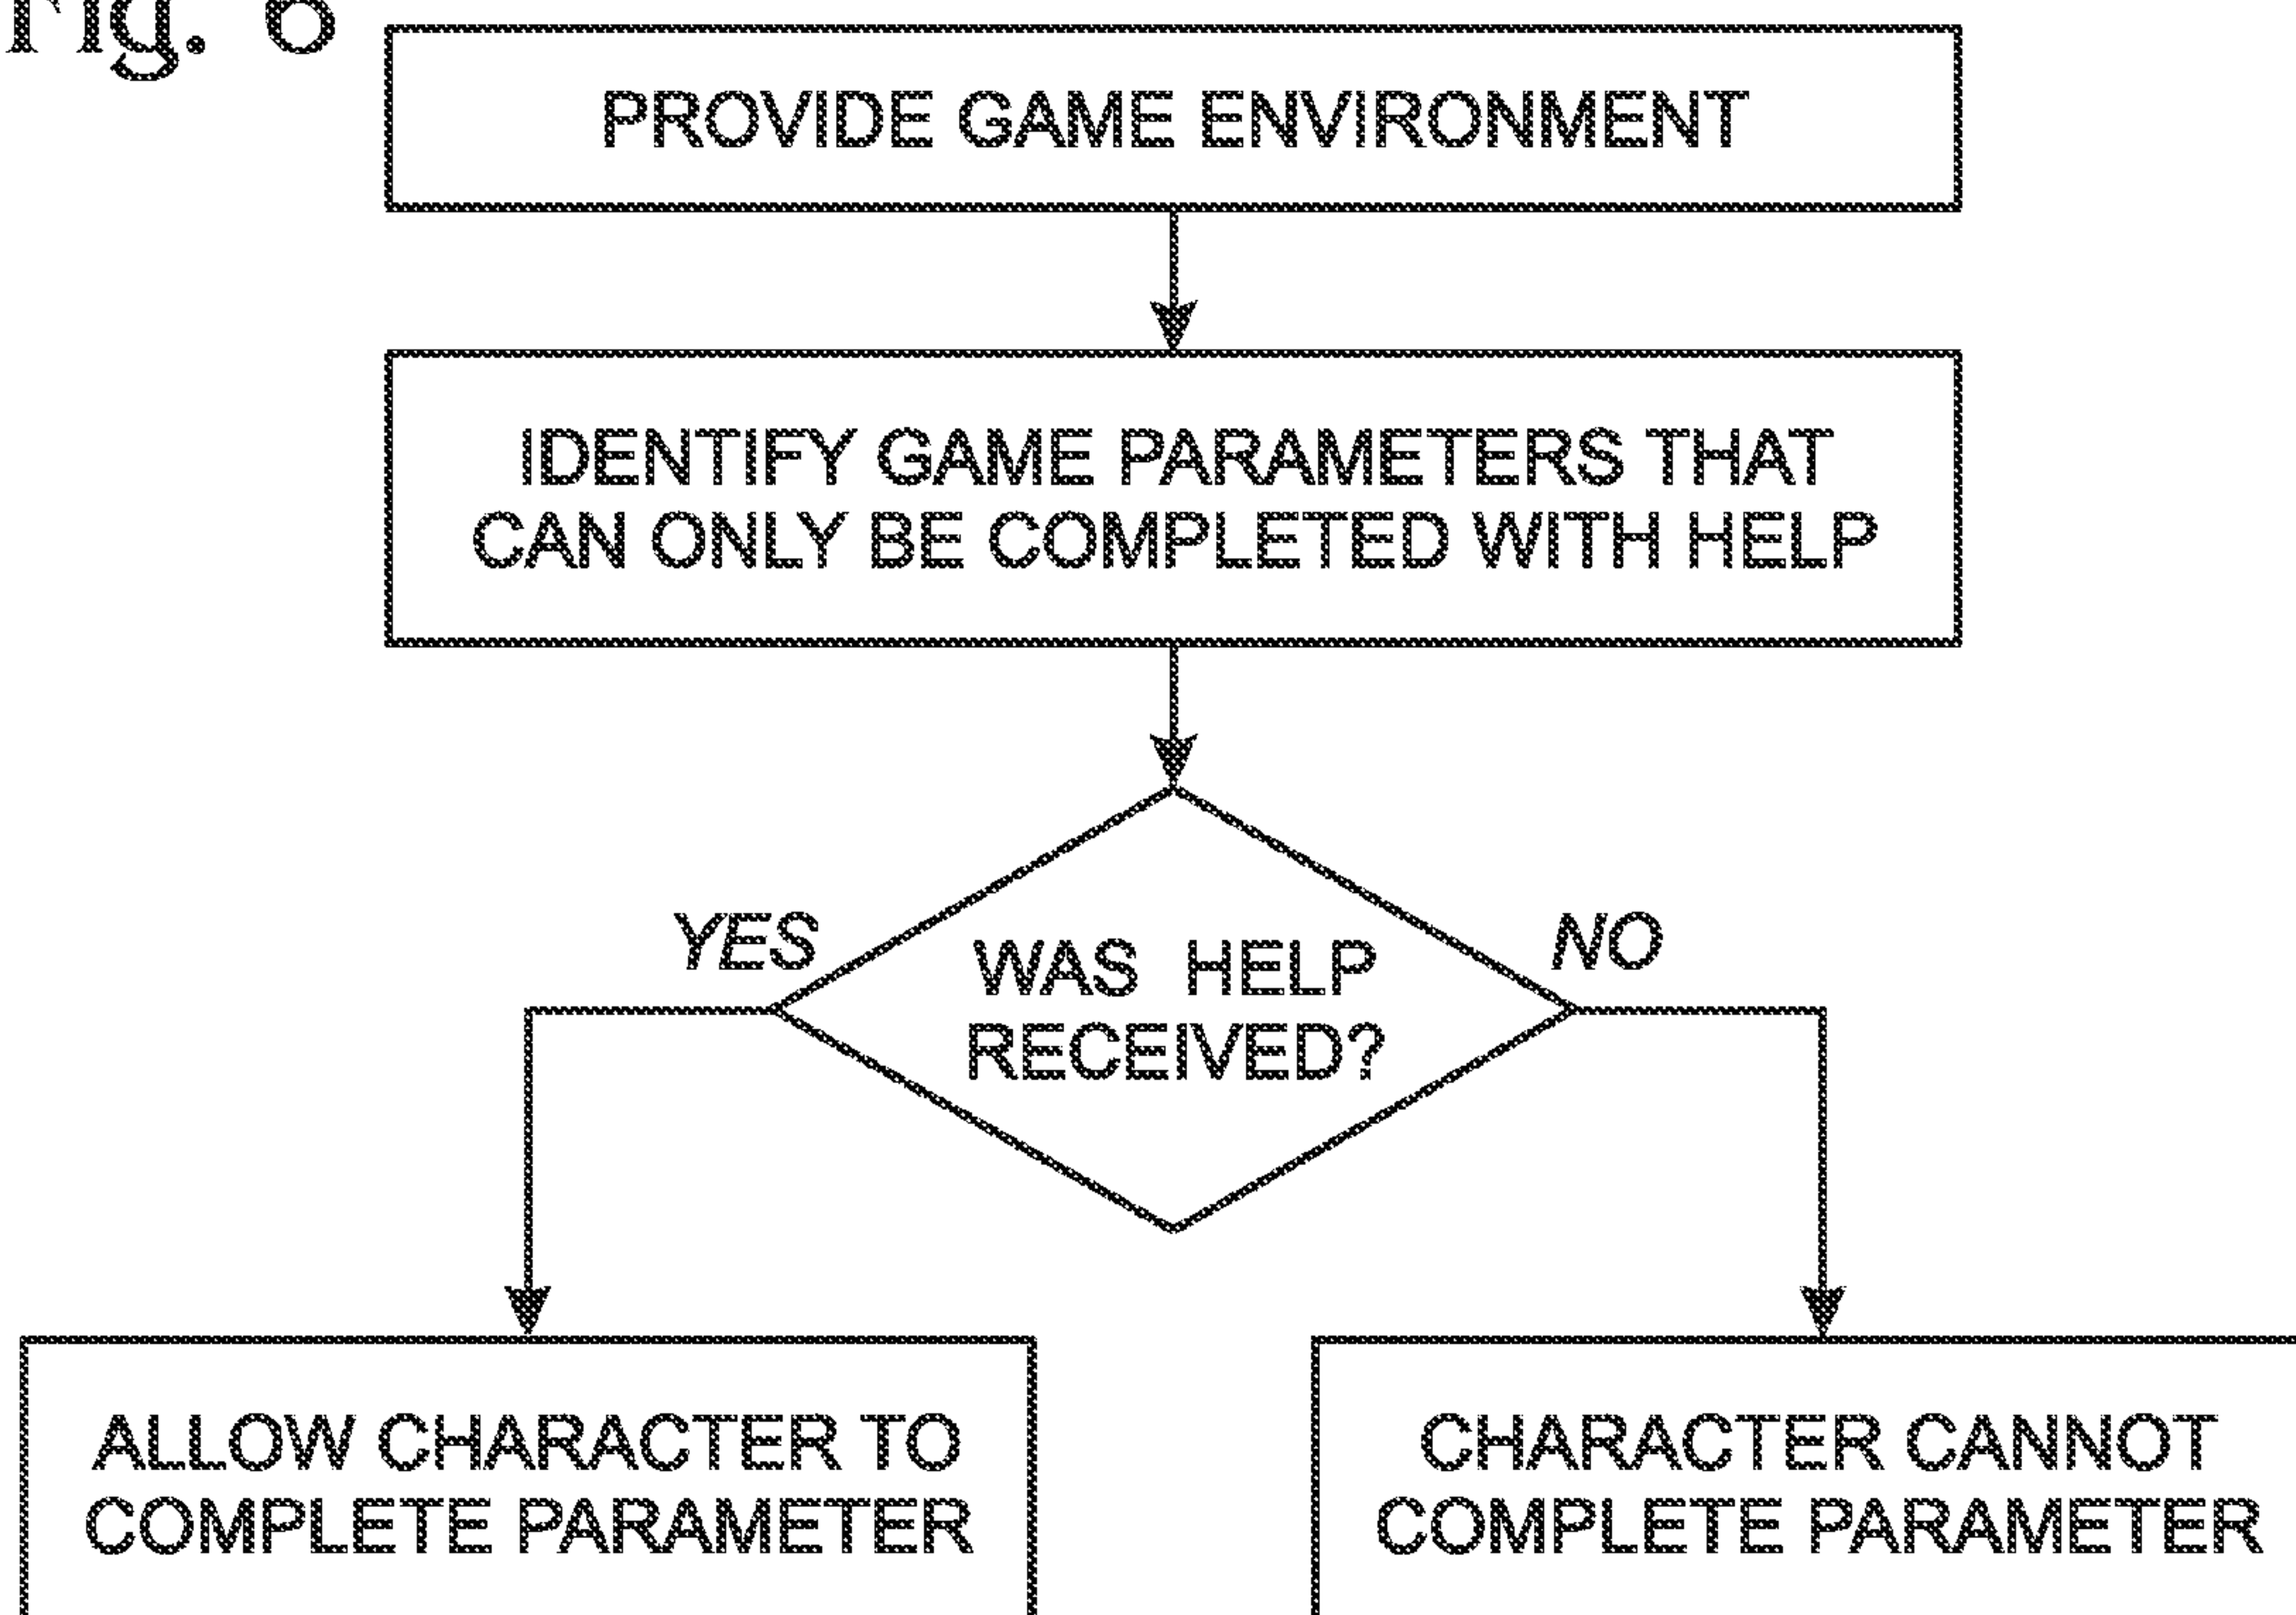 Fig. 6
PROVIDE GAME ENVIRONMENT
IDENTIFY GAME PARAMETERS THAT
CAN ONLY BE COMPLETED WITH HELP
YES
NO
WAS HELP
RECEIVED?
ALLOW CHARACTER TO
COMPLETE PARAMETER
CHARACTER CANNOT
COMPLETE PARAMETER